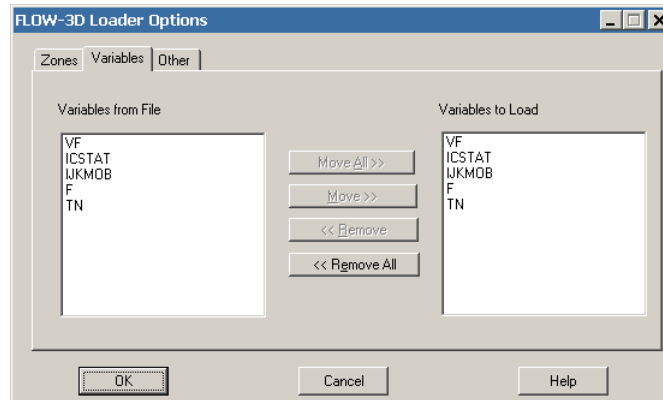 FLOW-3D Loader Options
Zones Variables Other
Variables from File
Variables to Load
VF
ICSTAT
IJKMOB
F
TN
Move All >>
Move >>
<< Remove
<< Remove All
VF
ICSTAT
IJKMOB
F
TN
OK Cancel Help